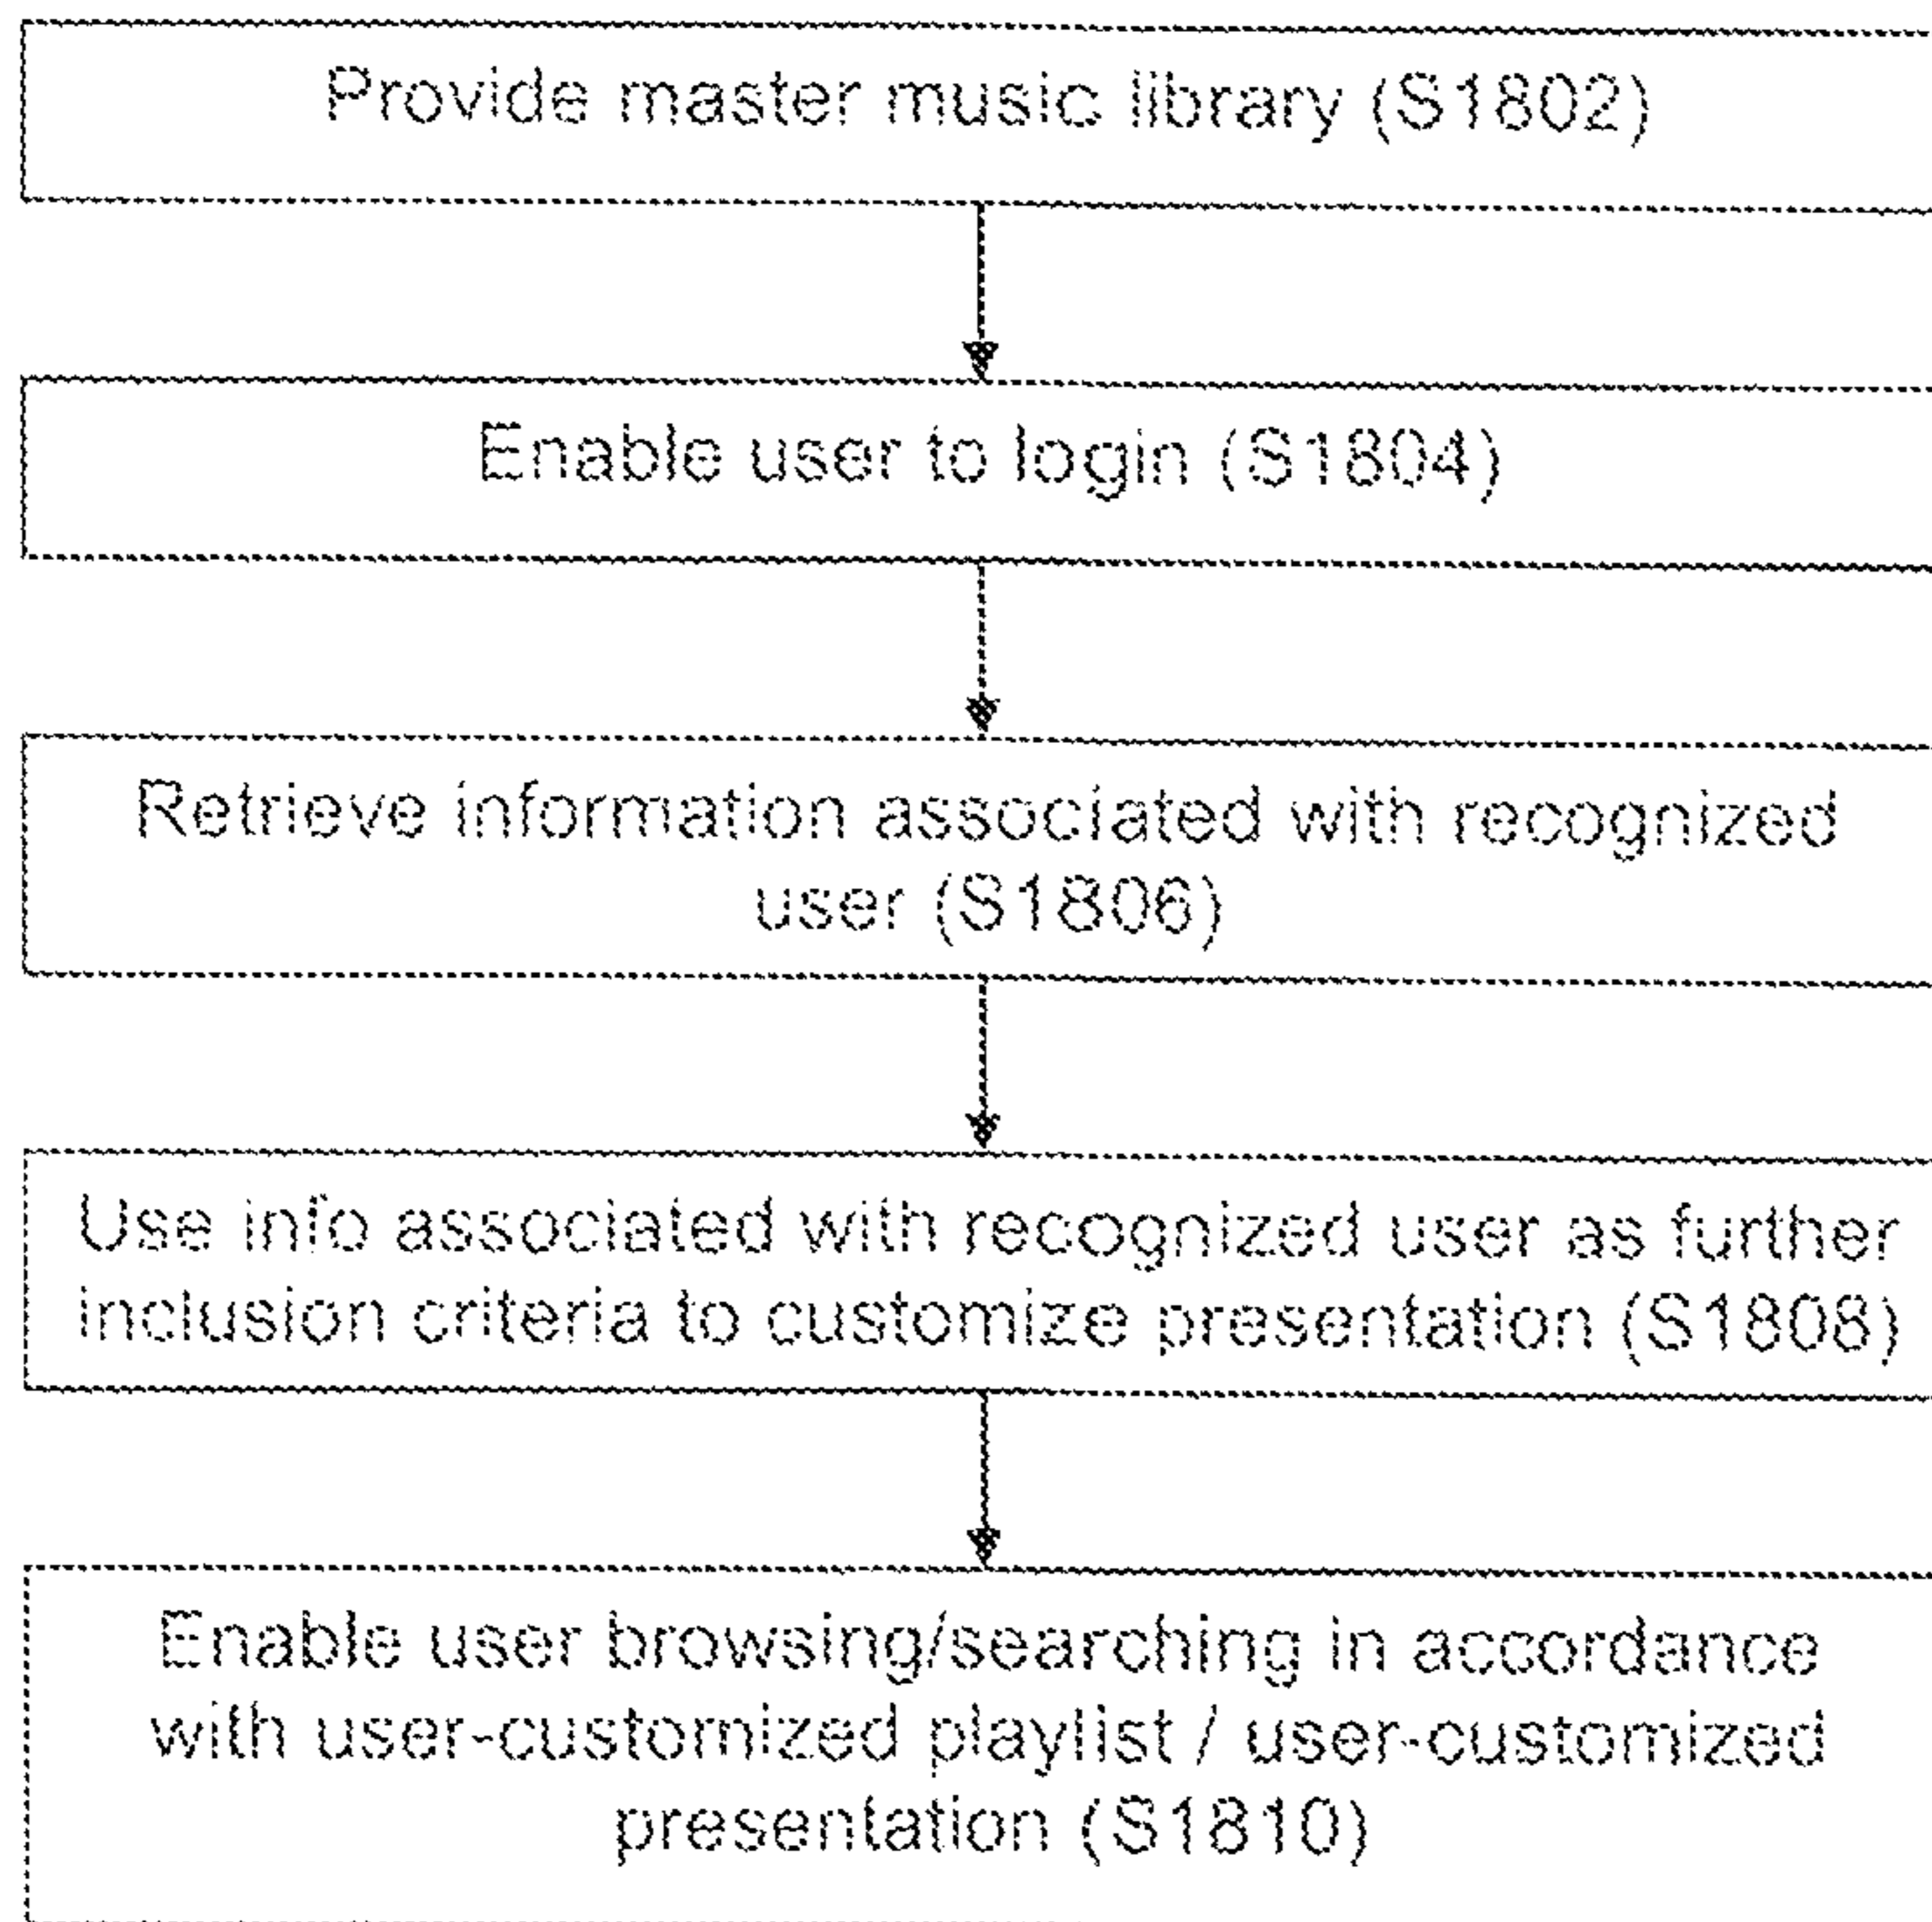 Provide master music library (S1802)
Enable user to login (S1804)
Retrieve information associated with recognized
user (S1806)
Use info associated with recognized user as further
inclusion criteria to customize presentation (S1808)
Enable user browsing/searching in accordance
with user-customized playlist / user-customized
presentation (S1810)